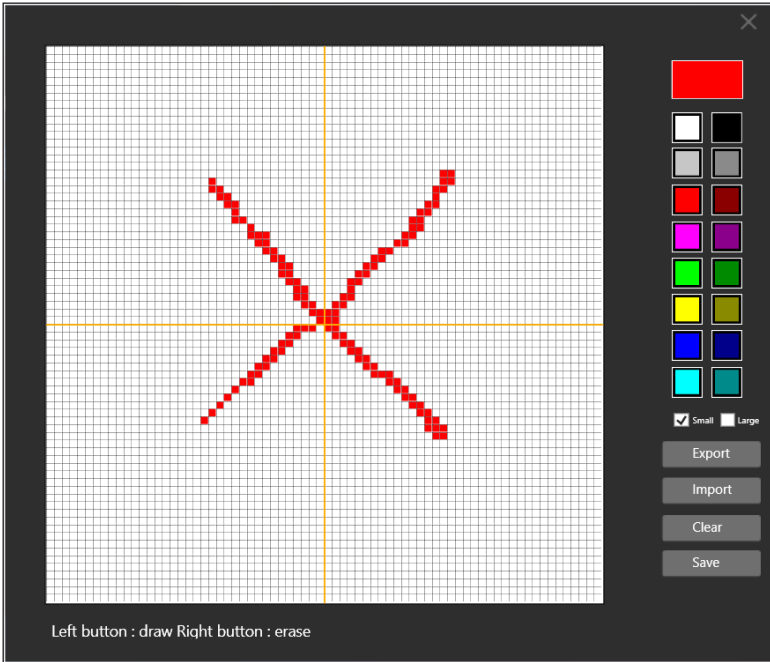 Small Large
Export
Import
Clear
Save
Left button : draw Right button : erase